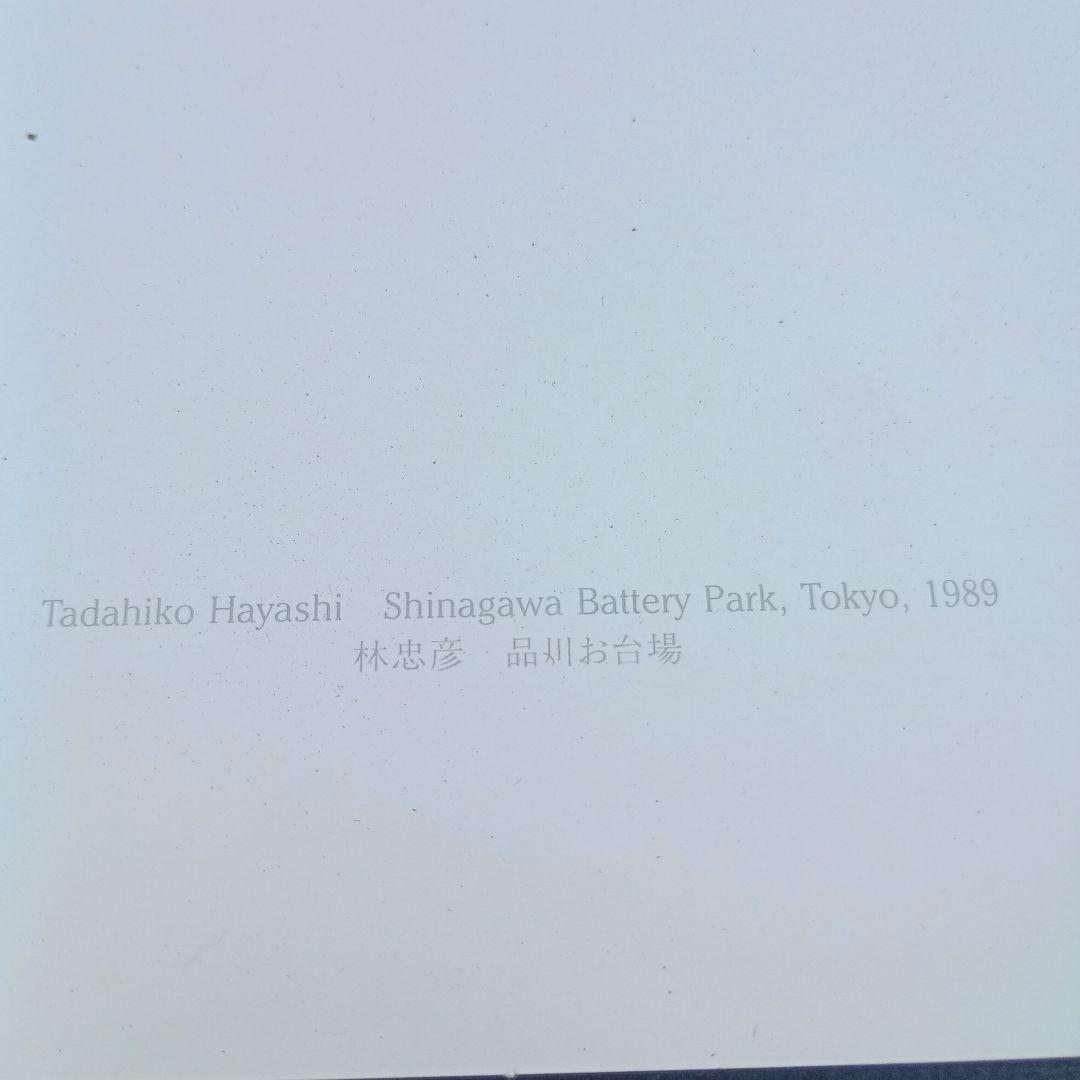 Tadahiko Hayashi Shinagawa Battery Park, Tokyo, 1989
林忠彦 品川お台場